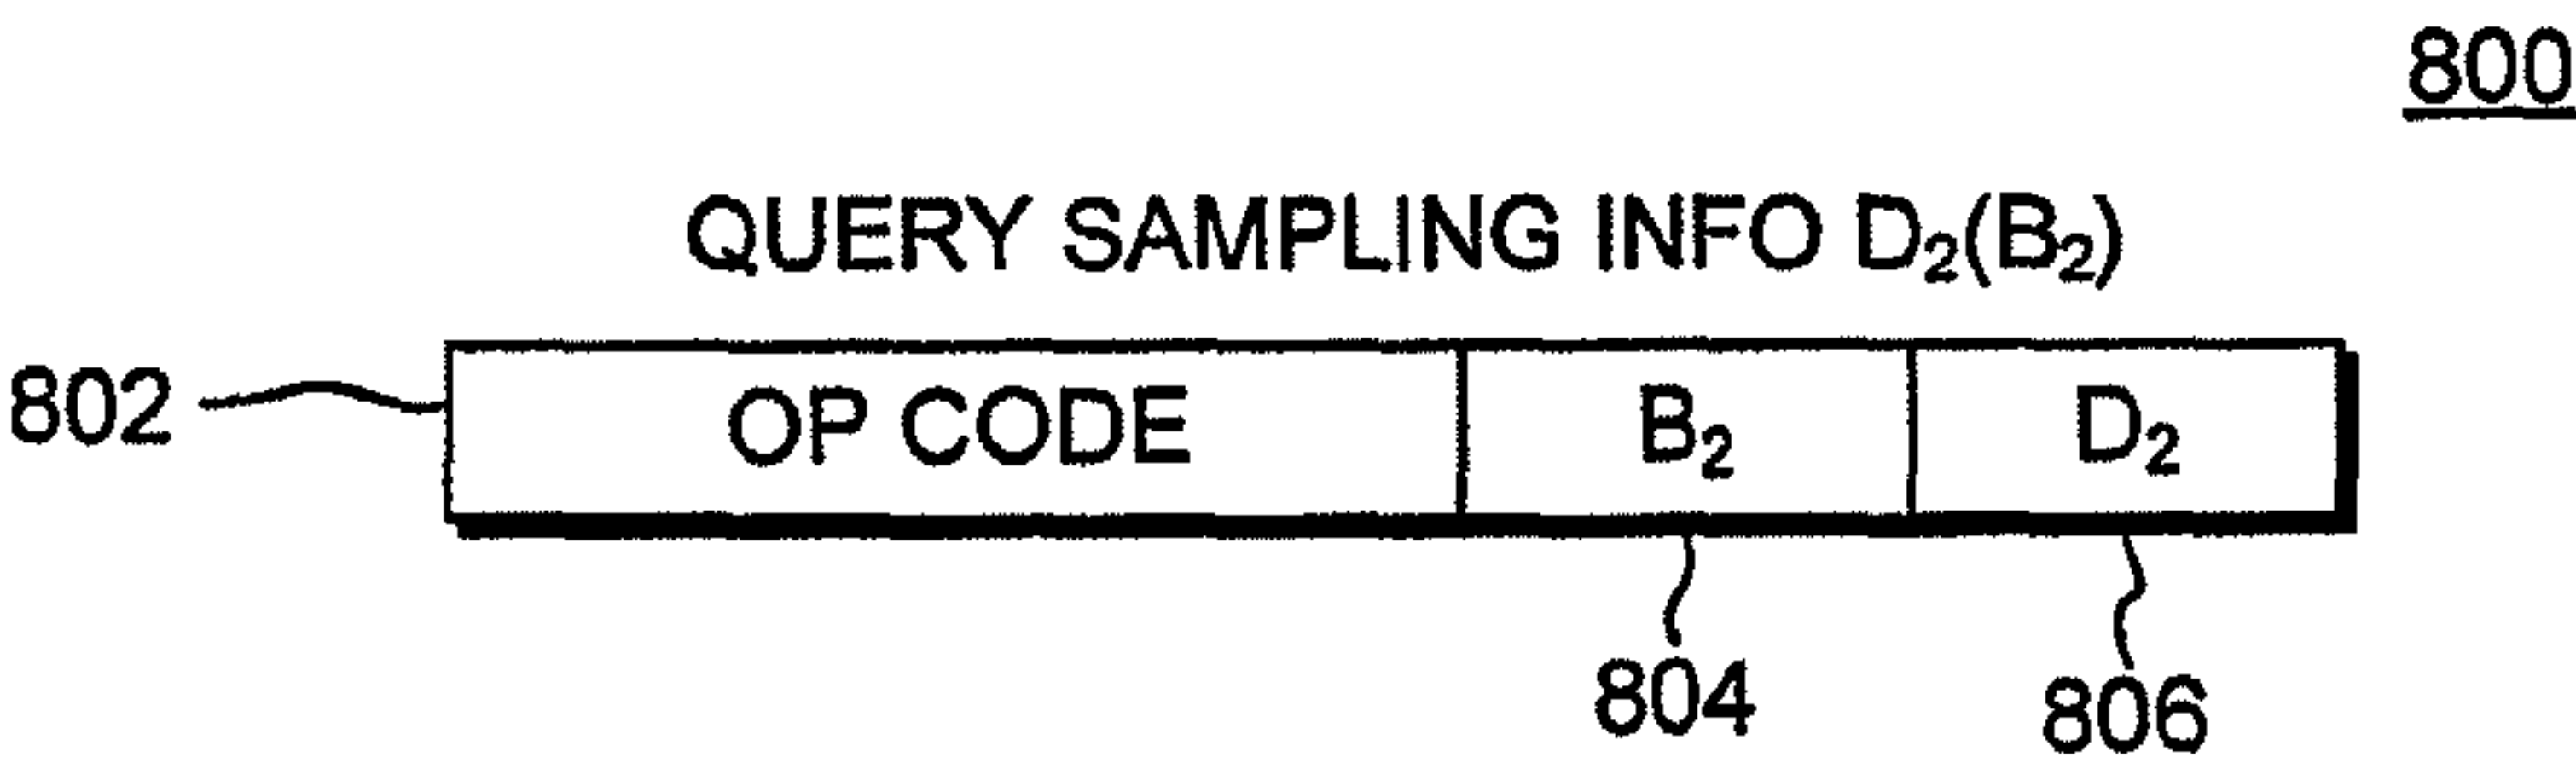 800
QUERY SAMPLING INFO D₂(B₂)
802 OP CODE B₂ D₂
804 806